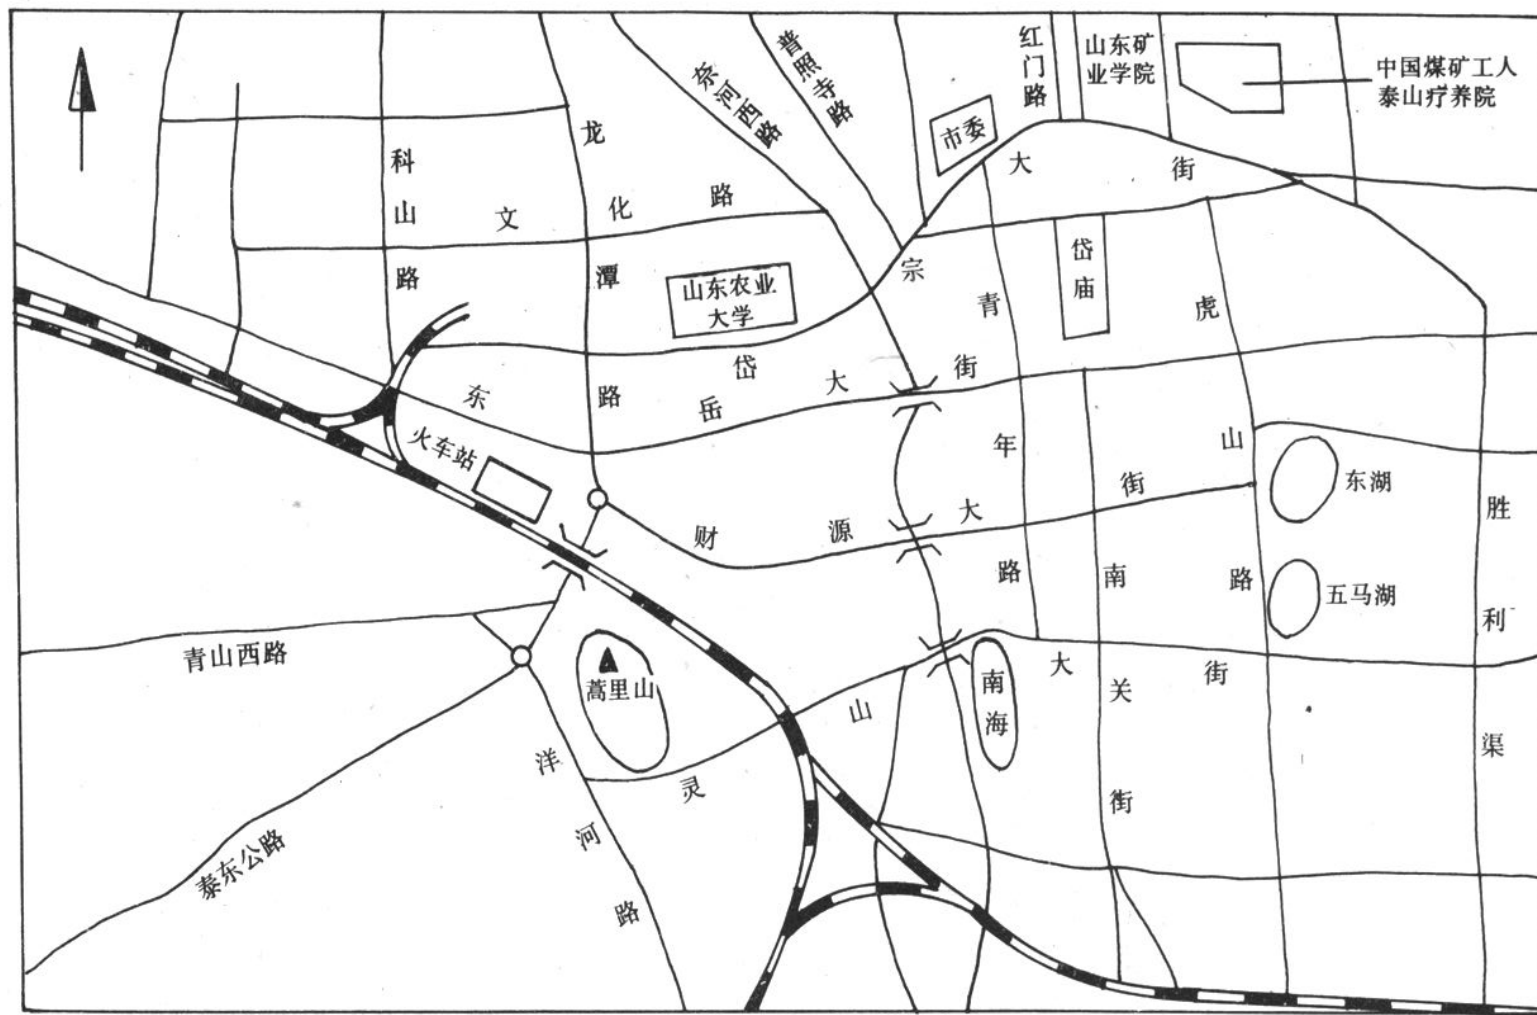 红门路
山东矿
业学院
中国煤矿工人
泰山疗养院
普照寺路
奈河西路
市委
龙潭路
科山路
文化路
岱宗大街
山东农业
大学
岱庙
青年路
虎山路
东岳大街
火车站
财源大街
东湖
五马湖
胜利渠
南关街
青山西路
蒿里山
南海
灵山大街
洋河路
泰东公路